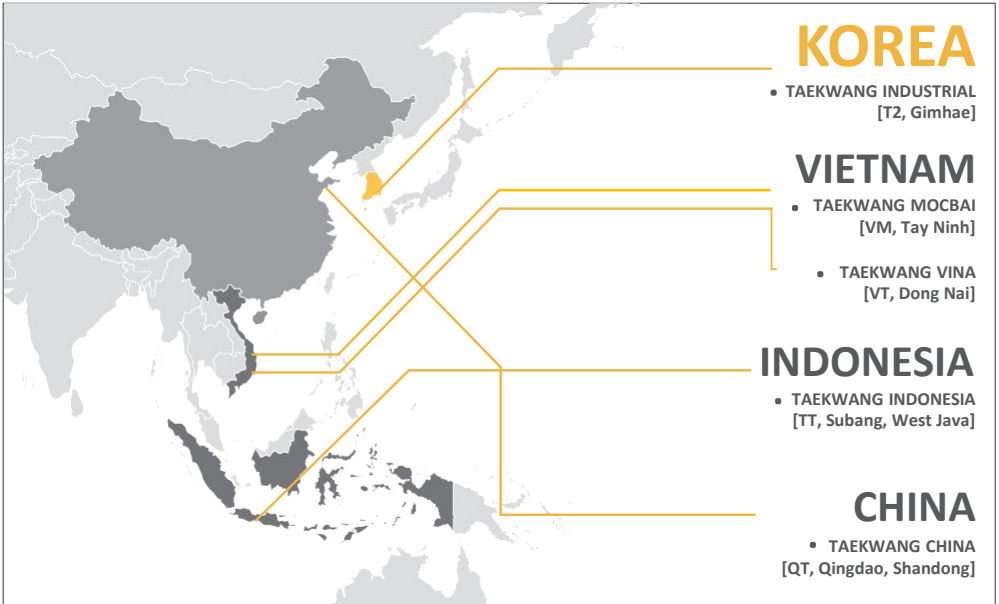 KOREA
• TAEKWANG INDUSTRIAL
[T2, Gimhae]
VIETNAM
• TAEKWANG MOCBAI
[VM, Tay Ninh]
• TAEKWANG VINA
[VT, Dong Nai]
INDONESIA
• TAEKWANG INDONESIA
[TT, Subang, West Java]
CHINA
• TAEKWANG CHINA
[QT, Qingdao, Shandong]